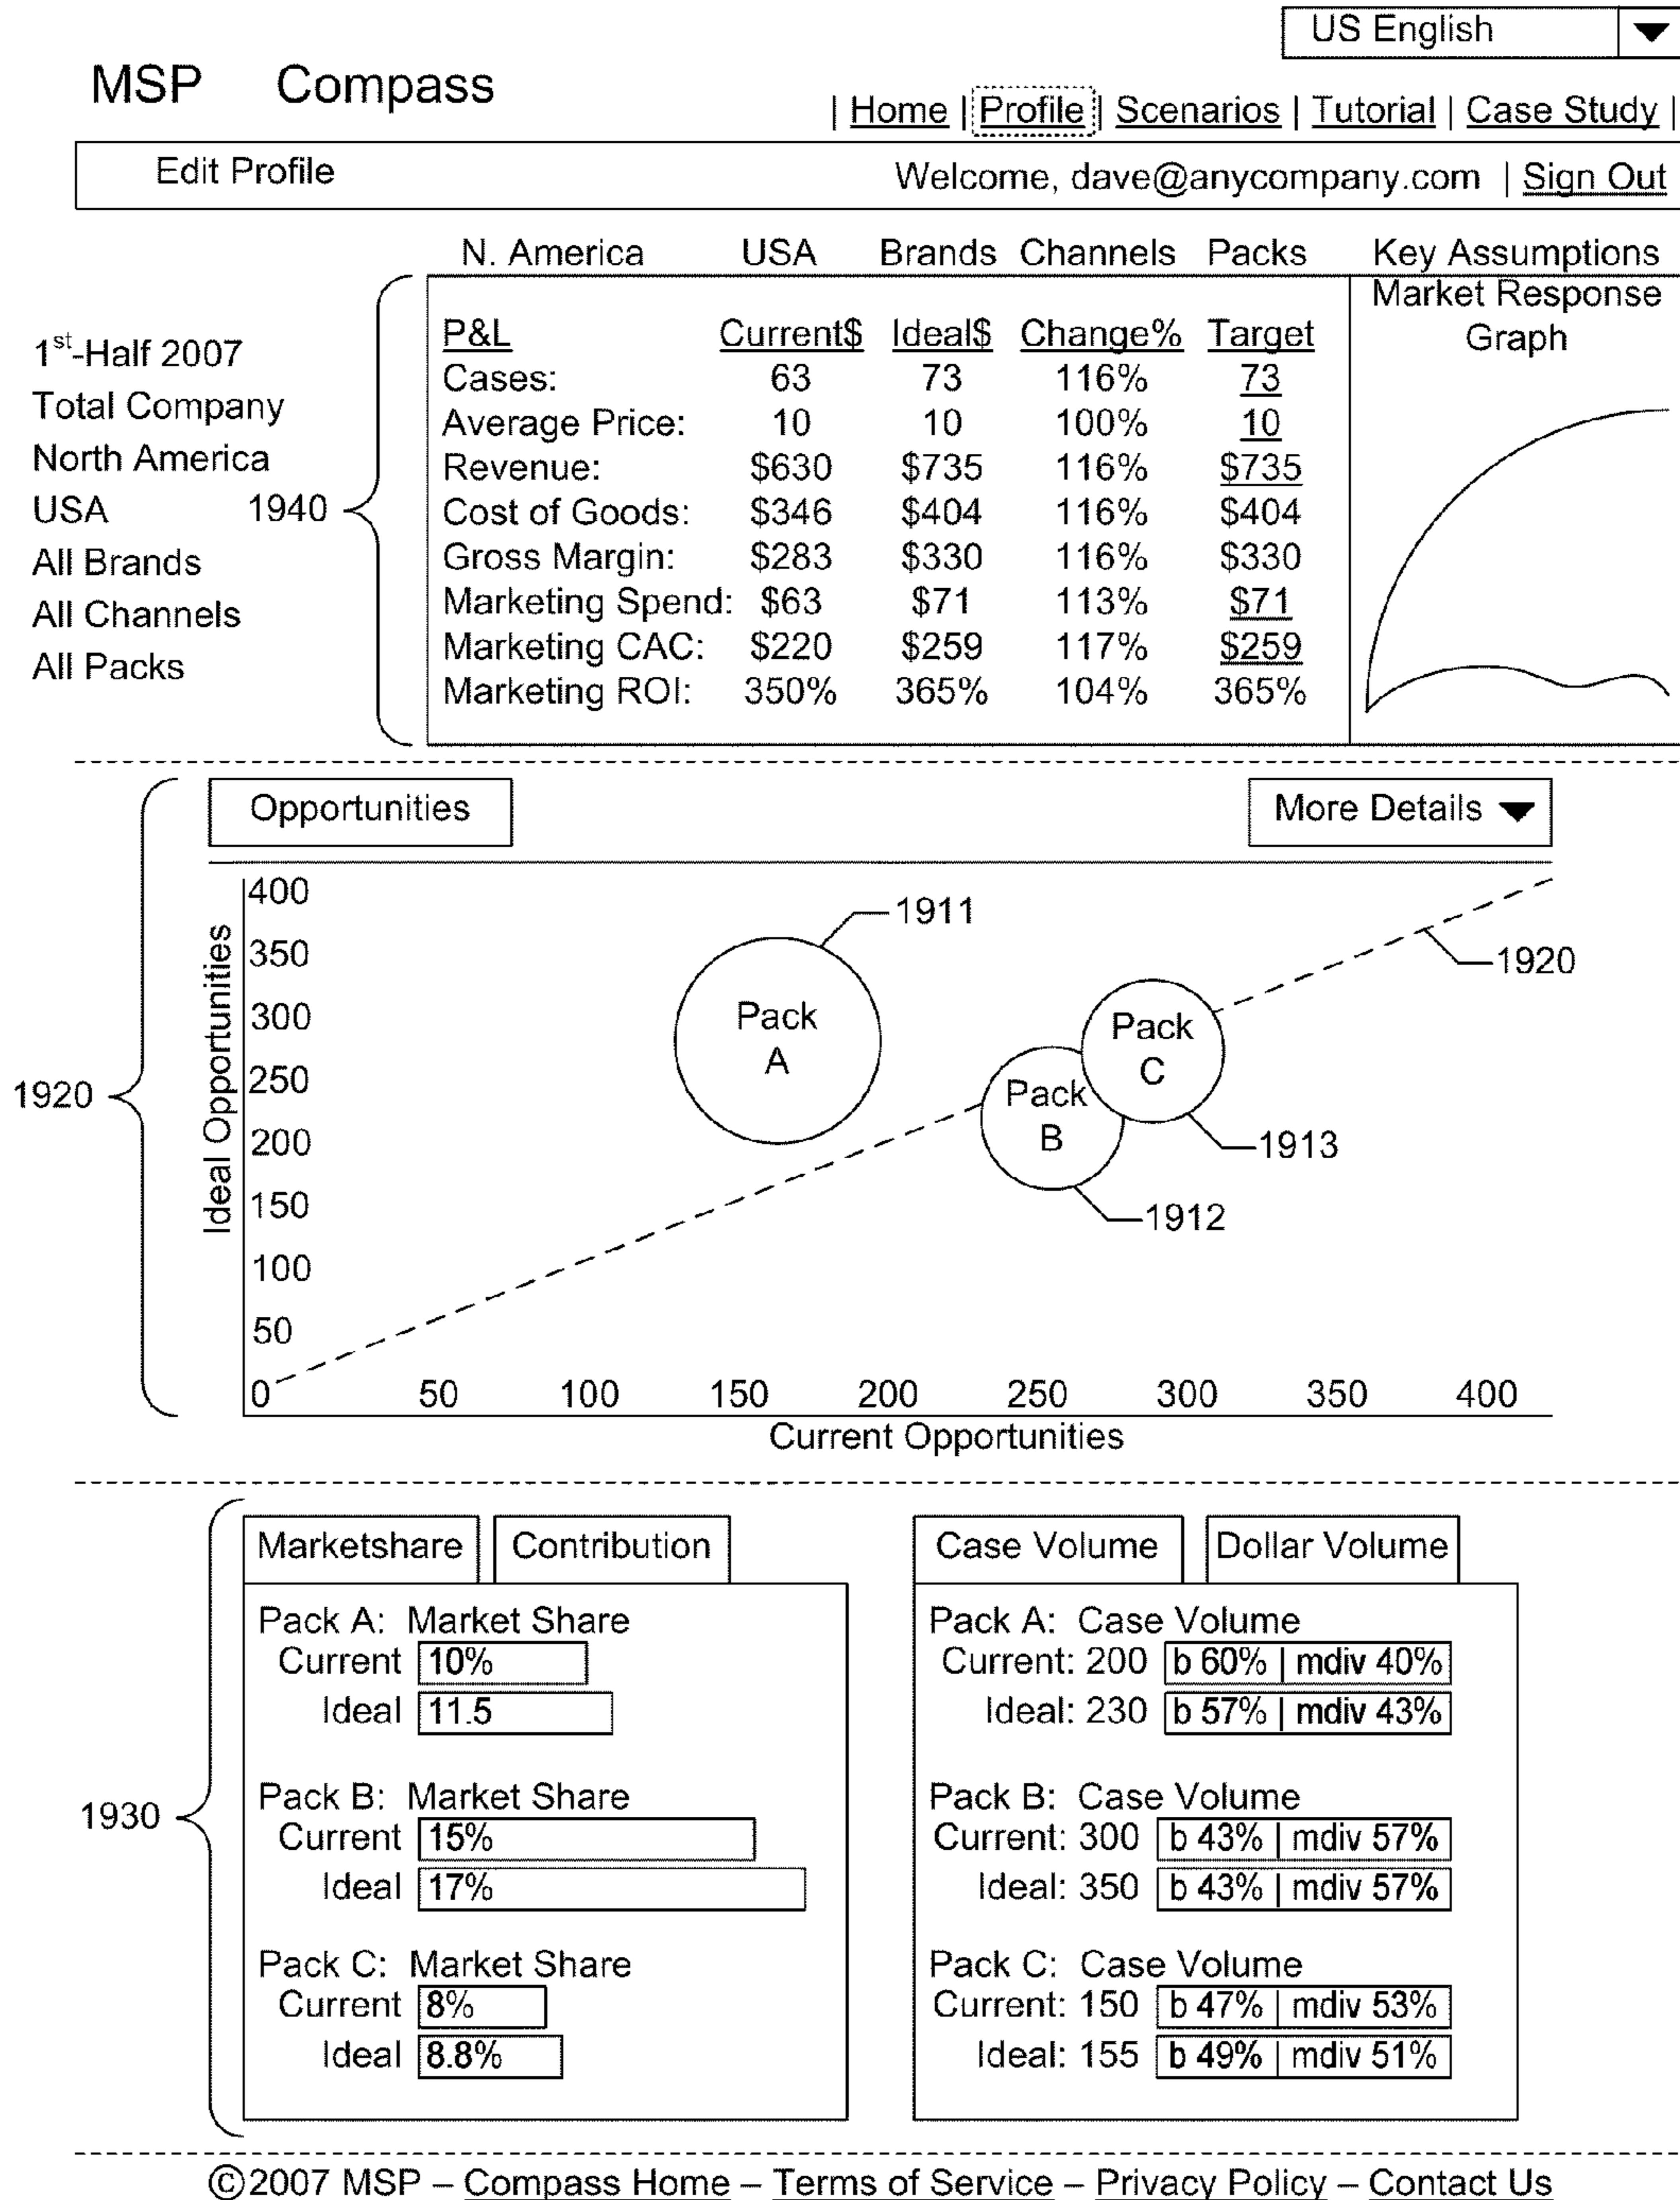 US English
MSP Compass
| Home | Profile | Scenarios | Tutorial | Case Study |
Edit Profile Welcome, dave@anycompany.com | Sign Out
N. America USA Brands Channels Packs Key Assumptions
1st-Half 2007
Total Company
North America
USA
All Brands
All Channels
All Packs
1940
P&L Current$ Ideal$ Change% Target
Cases: 63 73 116% 73
Average Price: 10 10 100% 10
Revenue: $630 $735 116% $735
Cost of Goods: $346 $404 116% $404
Gross Margin: $283 $330 116% $330
Marketing Spend: $63 $71 113% $71
Marketing CAC: $220 $259 117% $259
Marketing ROI: 350% 365% 104% 365%
Market Response
Graph
Opportunities More Details
1920
Ideal Opportunities
400
350
300
250
200
150
100
50
0 50 100 150 200 250 300 350 400
Current Opportunities
1911
Pack
A
1920
Pack
C
1913
Pack
B
1912
1930
Marketshare Contribution
Pack A: Market Share
Current 10%
Ideal 11.5
Pack B: Market Share
Current 15%
Ideal 17%
Pack C: Market Share
Current 8%
Ideal 8.8%
Case Volume Dollar Volume
Pack A: Case Volume
Current: 200 b 60% | mdiv 40%
Ideal: 230 b 57% | mdiv 43%
Pack B: Case Volume
Current: 300 b 43% | mdiv 57%
Ideal: 350 b 43% | mdiv 57%
Pack C: Case Volume
Current: 150 b 47% | mdiv 53%
Ideal: 155 b 49% | mdiv 51%
©2007 MSP – Compass Home – Terms of Service – Privacy Policy – Contact Us